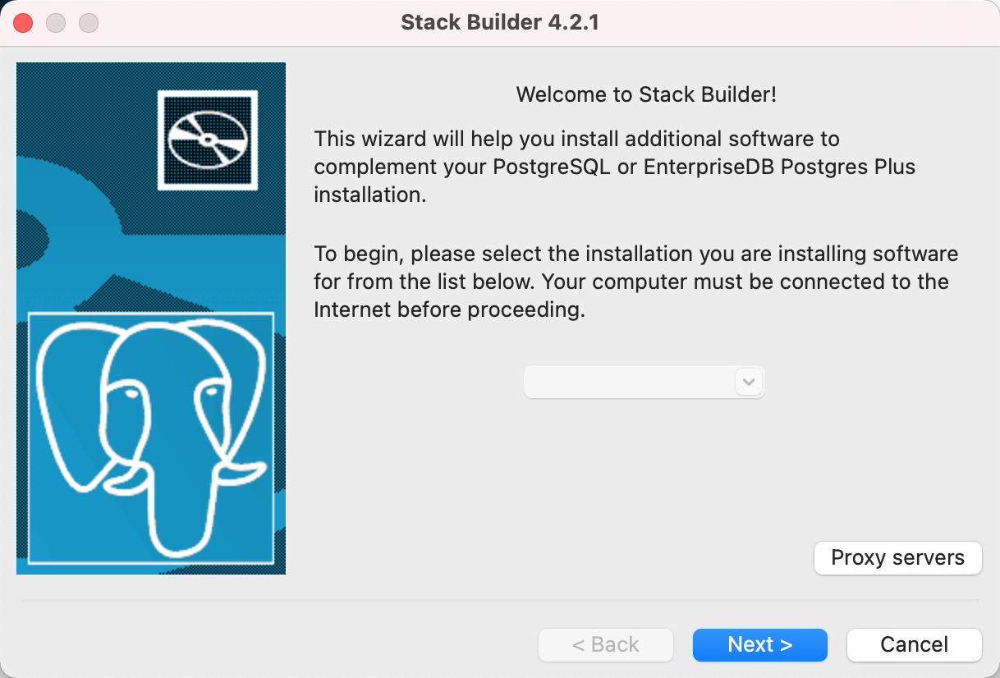 Stack Builder 4.2.1
Welcome to Stack Builder!
This wizard will help you install additional software to
complement your PostgreSQL or EnterpriseDB Postgres Plus
installation.
To begin, please select the installation you are installing software
for from the list below. Your computer must be connected to the
Internet before proceeding.
Proxy servers
< Back
Next >
Cancel